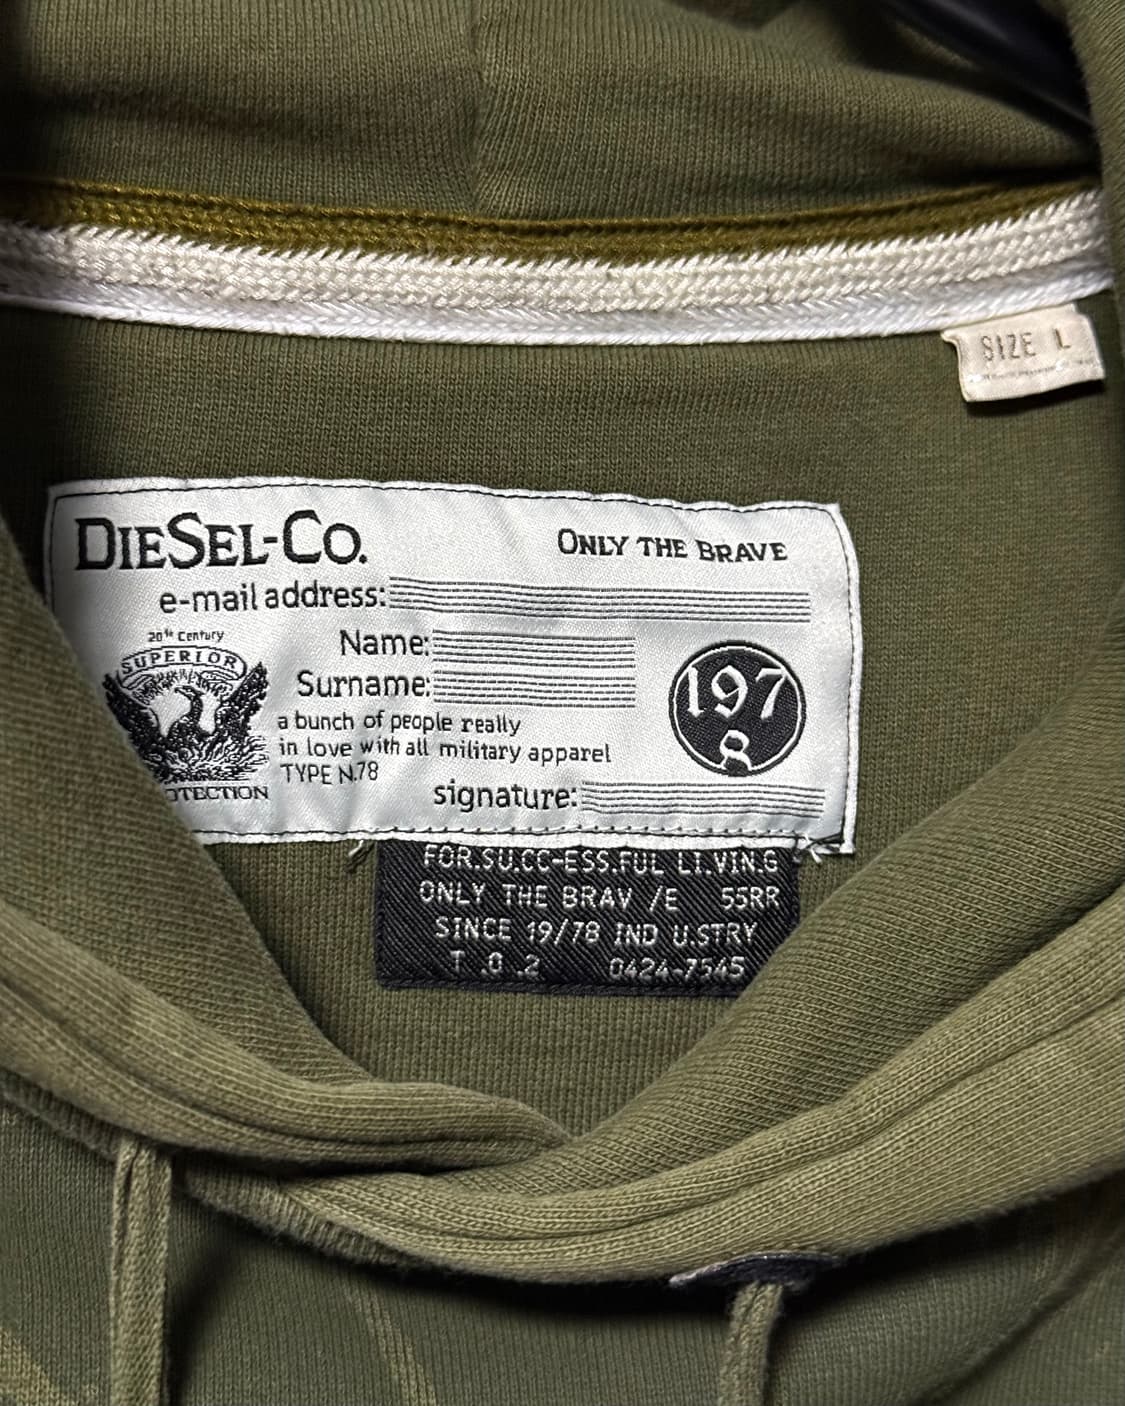 SIZE L
DIESEL-CO. ONLY THE BRAVE
e-mail address:
20th Century
SUPERIOR
Name:
Surname:
a bunch of people really
in love with all military apparel
TYPE N.78
197
8
OTECTION
signature:
FOR.SU.CC-ESS.FUL LI.VIN.G
ONLY THE BRAV /E 55RR
SINCE 19/78 IND U.STRY
T .0 .2 0424-7545